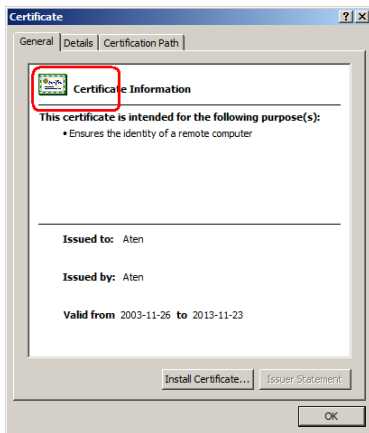 Certificate
General Details Certification Path
Certificate Information
This certificate is intended for the following purpose(s):
• Ensures the identity of a remote computer
Issued to: Aten
Issued by: Aten
Valid from 2003-11-26 to 2013-11-23
Install Certificate... Issuer Statement
OK